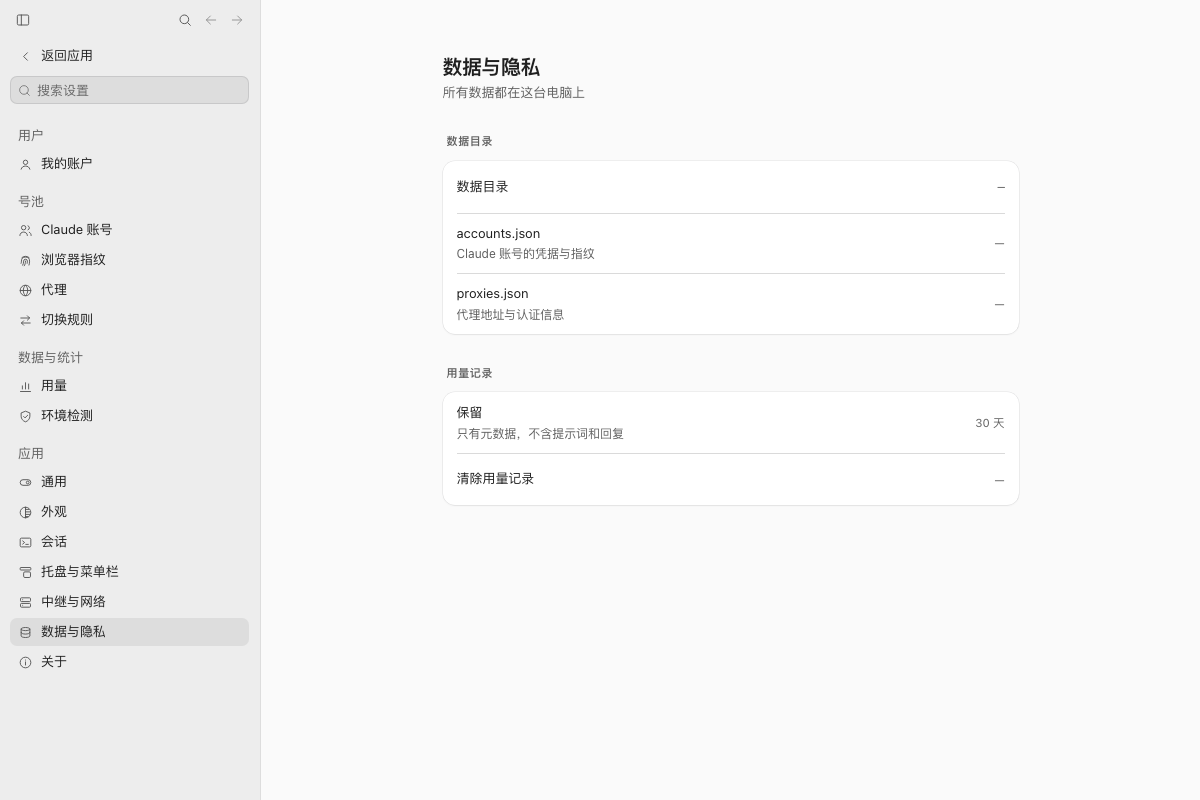 返回应用
搜索设置
用户
我的账户
号池
Claude 账号
浏览器指纹
代理
切换规则
数据与统计
用量
环境检测
应用
通用
外观
会话
托盘与菜单栏
中继与网络
数据与隐私
关于
数据与隐私
所有数据都在这台电脑上
数据目录
数据目录 —
accounts.json
Claude 账号的凭据与指纹 —
proxies.json
代理地址与认证信息 —
用量记录
保留
只有元数据，不含提示词和回复
30 天
清除用量记录 —